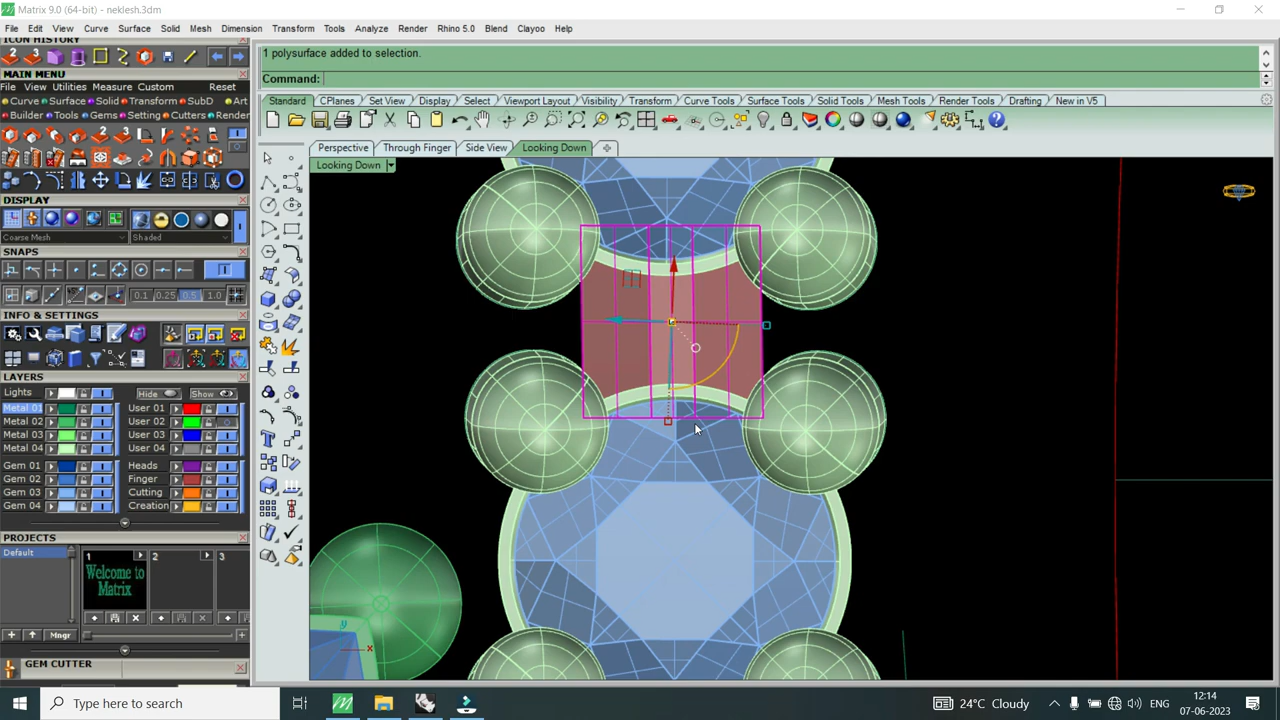 Matrix 9.0 (64-bit) - neklesh.3dm
File Edit View Curve Surface Solid Mesh Dimension Transform Tools Analyze Render Rhino 5.0 Blend Clayoo Help
ICON HISTORY
1 polysurface added to selection.
Command:
MAIN MENU
File View Utilities Measure Custom Reset
Curve Surface Solid Transform SubD Art
Builder Tools Gems Setting Cutters Render
Standard CPlanes Set View Display Select Viewport Layout Visibility Transform Curve Tools Surface Tools Solid Tools Mesh Tools Render Tools Drafting New in V5
Perspective Through Finger Side View Looking Down
Looking Down
DISPLAY
Coarse Mesh Shaded
SNAPS
0.1 0.25 0.5 1.0
INFO & SETTINGS
LAYERS
Lights Hide Show
Metal 01 User 01
Metal 02 User 02
Metal 03 User 03
Metal 04 User 04
Gem 01 Heads
Gem 02 Finger
Gem 03 Cutting
Gem 04 Creation
PROJECTS
Default 1 2 3
Welcome to Matrix
Mngr
GEM CUTTER
y
x
Type here to search
24°C Cloudy
ENG
12:14
07-06-2023